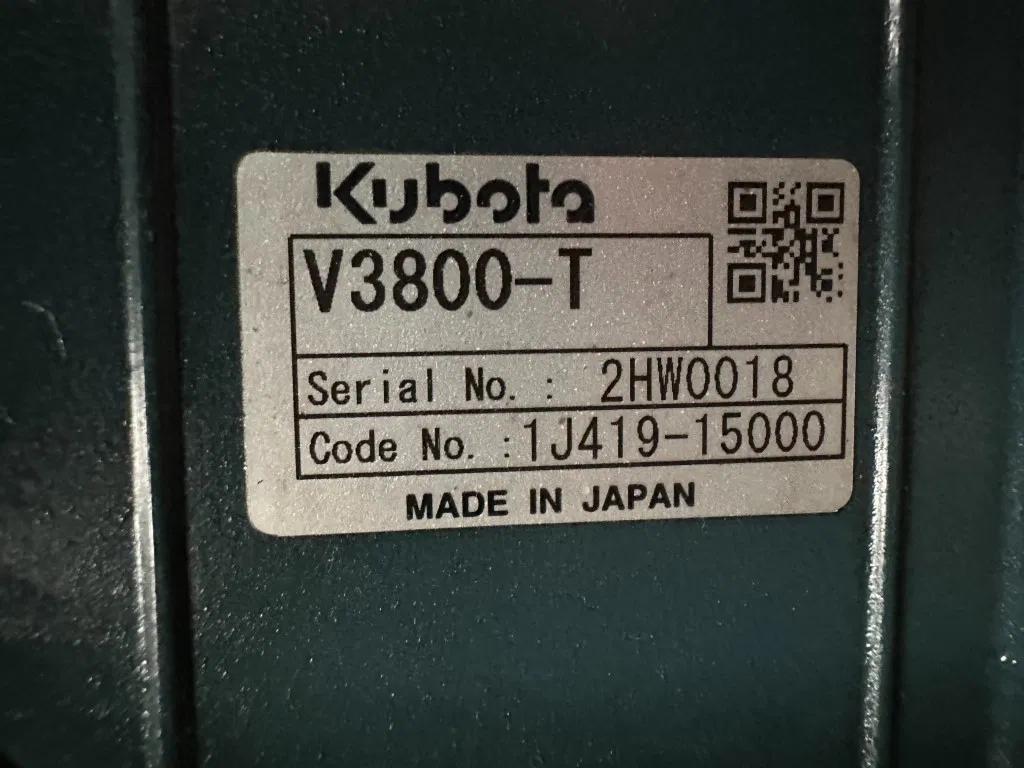 Kubota
V3800-T
Serial No. : 2HW0018
Code No. :1J419-15000
MADE IN JAPAN